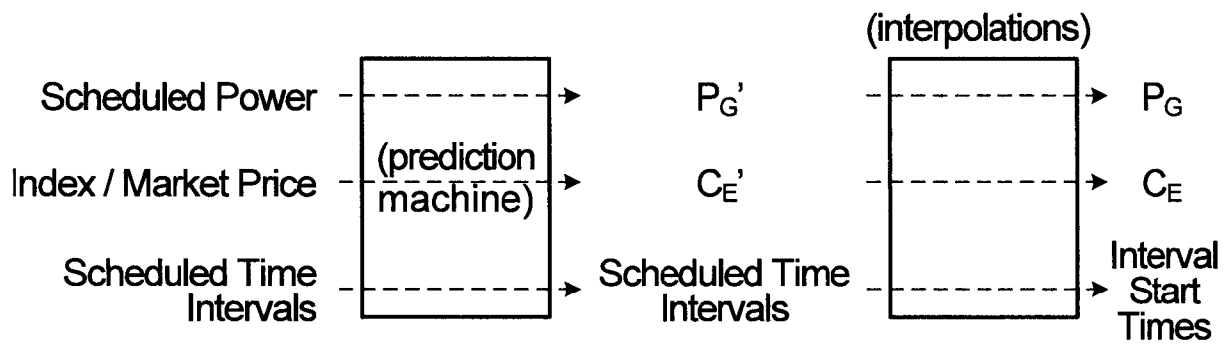 (interpolations)
Scheduled Power
P_G'
P_G
Index / Market Price
(prediction
machine)
C_E'
C_E
Scheduled Time
Intervals
Scheduled Time
Intervals
Interval
Start
Times